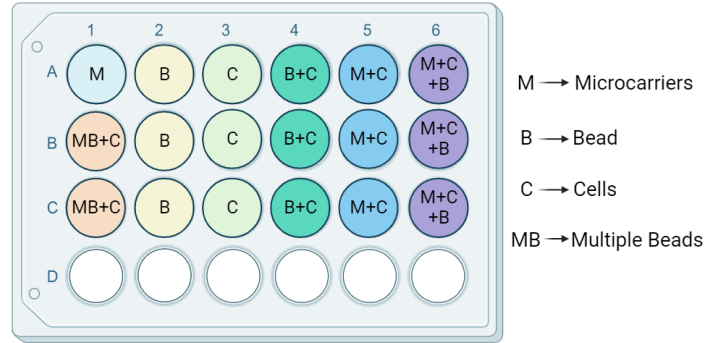 1 2 3 4 5 6
A M B C B+C M+C M+C
+B
B MB+C B C B+C M+C M+C
+B
C MB+C B C B+C M+C M+C
+B
D
M → Microcarriers
B → Bead
C → Cells
MB → Multiple Beads